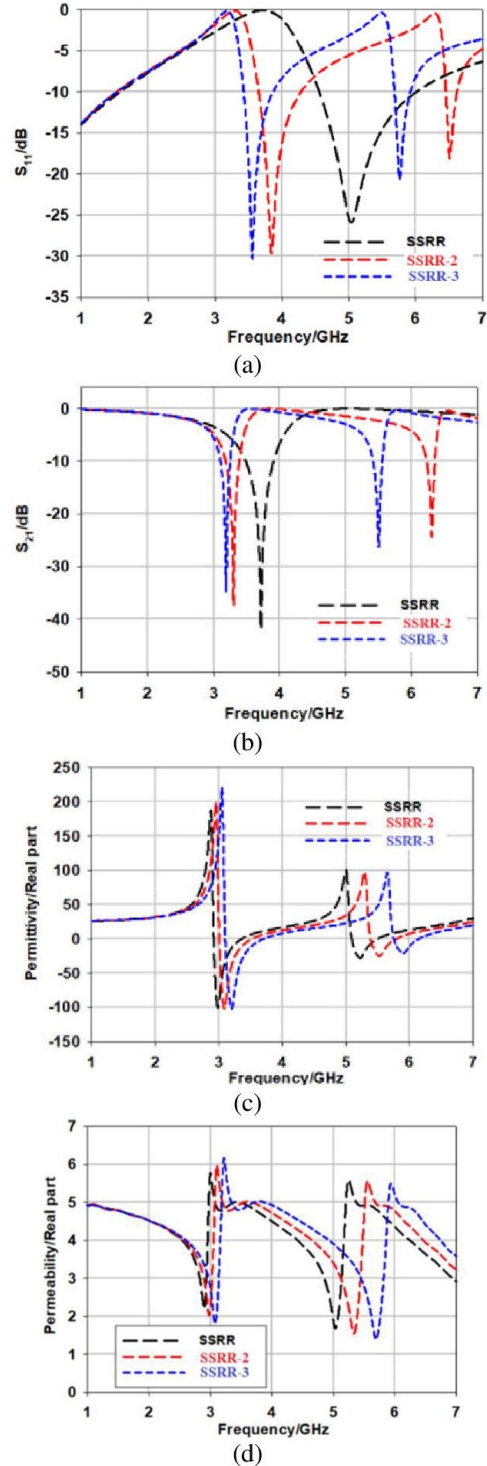 0
-5
-10
-15
-20
-25
-30
-35
S11/dB
SSRR
SSRR-2
SSRR-3
1 2 3 4 5 6 7
Frequency/GHz
(a)
0
-10
-20
-30
-40
-50
S21/dB
SSRR
SSRR-2
SSRR-3
1 2 3 4 5 6 7
Frequency/GHz
(b)
250
200
150
100
50
0
-50
-100
-150
Permittivity/Real part
SSRR
SSRR-2
SSRR-3
1 2 3 4 5 6 7
Frequency/GHz
(c)
7
6
5
4
3
2
1
0
Permeability/Real part
SSRR
SSRR-2
SSRR-3
1 2 3 4 5 6 7
Frequency/GHz
(d)